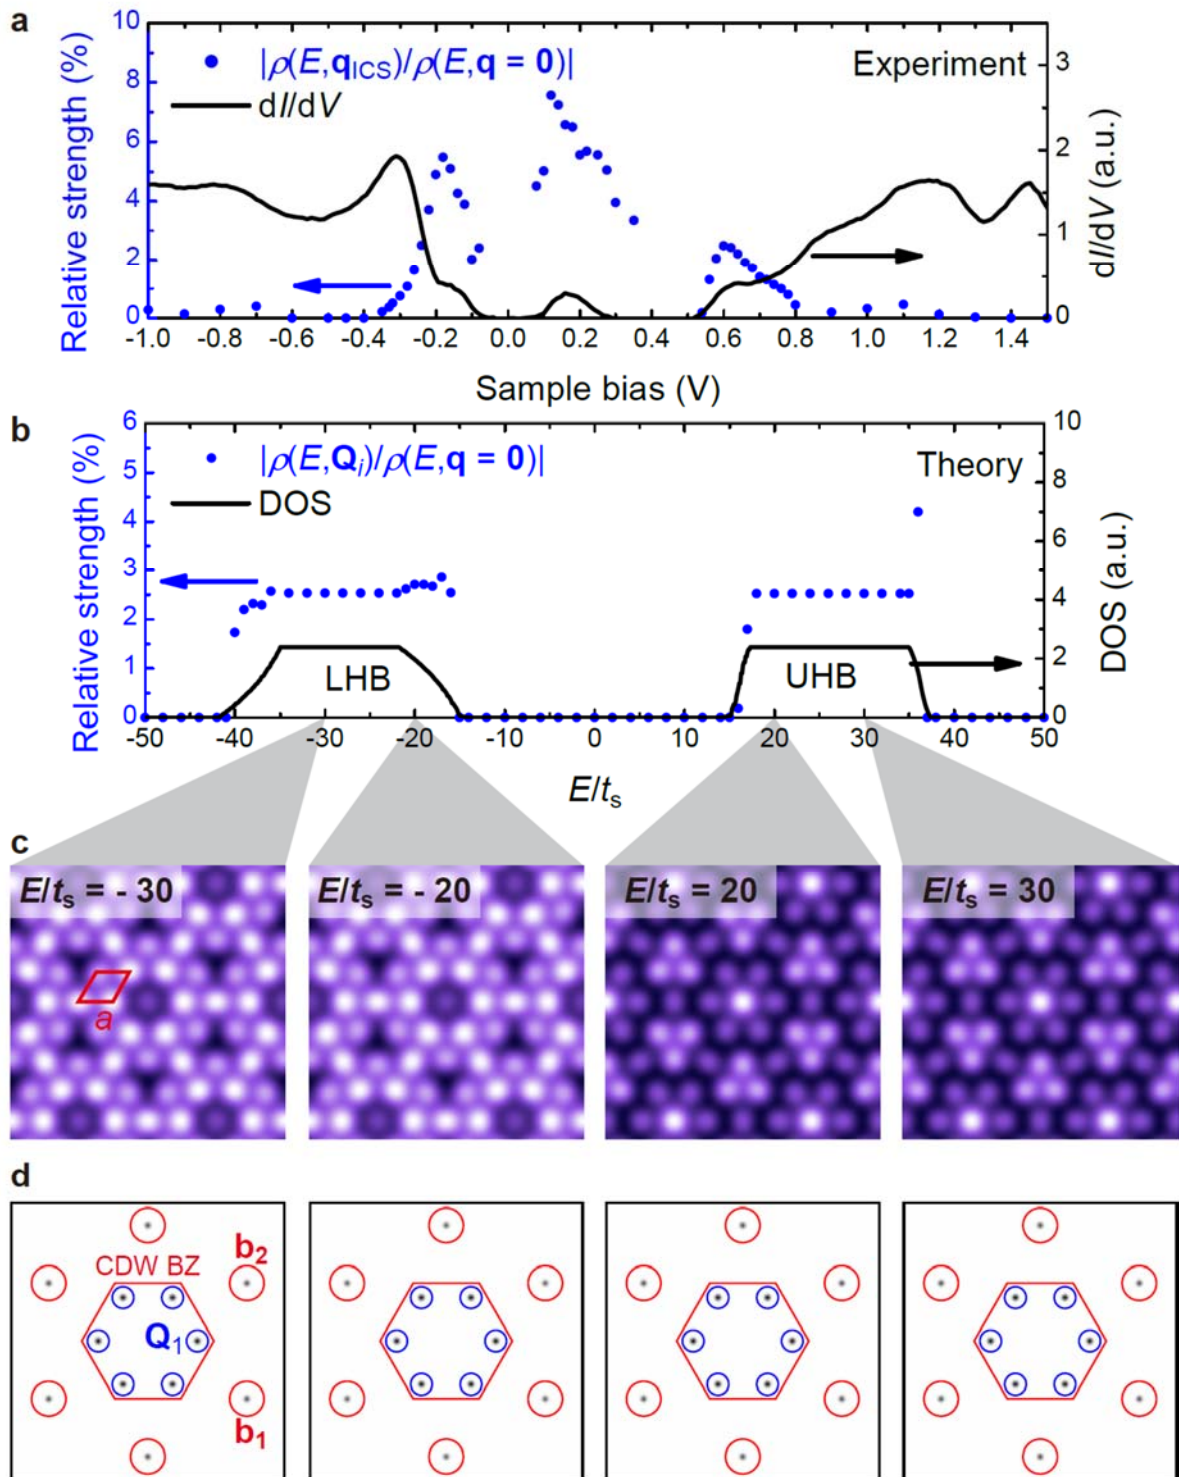 a
|ρ(E,q_ICS)/ρ(E,q = 0)|
dI/dV
Experiment
Relative strength (%)
10
8
6
4
2
0
3
2
1
0
dI/dV (a.u.)
-1.0 -0.8 -0.6 -0.4 -0.2 0.0 0.2 0.4 0.6 0.8 1.0 1.2 1.4
Sample bias (V)
b
|ρ(E,Q_i)/ρ(E,q = 0)|
DOS
Theory
Relative strength (%)
6
5
4
3
2
1
0
10
8
6
4
2
0
DOS (a.u.)
LHB
UHB
-50 -40 -30 -20 -10 0 10 20 30 40 50
E/t_s
c
E/t_s = - 30
E/t_s = - 20
E/t_s = 20
E/t_s = 30
a
d
b_2
CDW BZ
Q_1
b_1